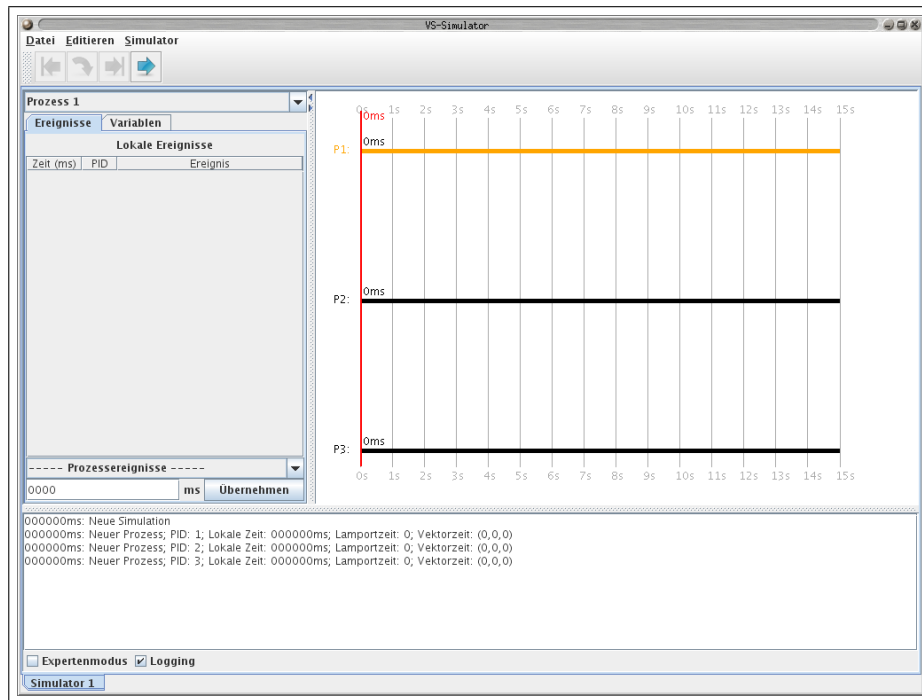 VS-Simulator
Datei Editieren Simulator
Prozess 1
Ereignisse Variablen
Lokale Ereignisse
Zeit (ms) PID Ereignis
----- Prozessereignisse -----
0000 ms Übernehmen
0s 1s 2s 3s 4s 5s 6s 7s 8s 9s 10s 11s 12s 13s 14s 15s
0ms
0ms
P1:
0ms
P2:
0ms
P3:
0s 1s 2s 3s 4s 5s 6s 7s 8s 9s 10s 11s 12s 13s 14s 15s
000000ms: Neue Simulation
000000ms: Neuer Prozess; PID: 1; Lokale Zeit: 000000ms; Lamportzeit: 0; Vektorzeit: (0,0,0)
000000ms: Neuer Prozess; PID: 2; Lokale Zeit: 000000ms; Lamportzeit: 0; Vektorzeit: (0,0,0)
000000ms: Neuer Prozess; PID: 3; Lokale Zeit: 000000ms; Lamportzeit: 0; Vektorzeit: (0,0,0)
Expertenmodus Logging
Simulator 1